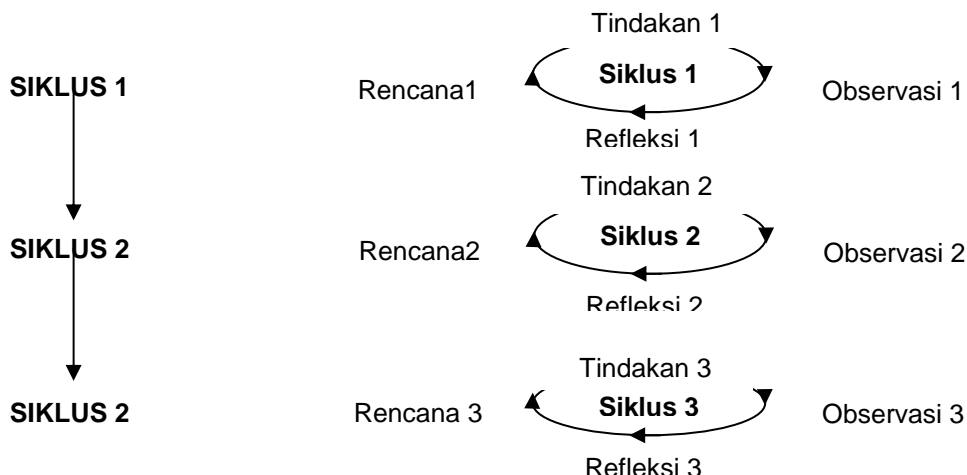 Tindakan 1
SIKLUS 1
Rencana1
Siklus 1
Observasi 1
Refleksi 1
Tindakan 2
SIKLUS 2
Rencana2
Siklus 2
Observasi 2
Refleksi 2
Tindakan 3
SIKLUS 2
Rencana 3
Siklus 3
Observasi 3
Refleksi 3